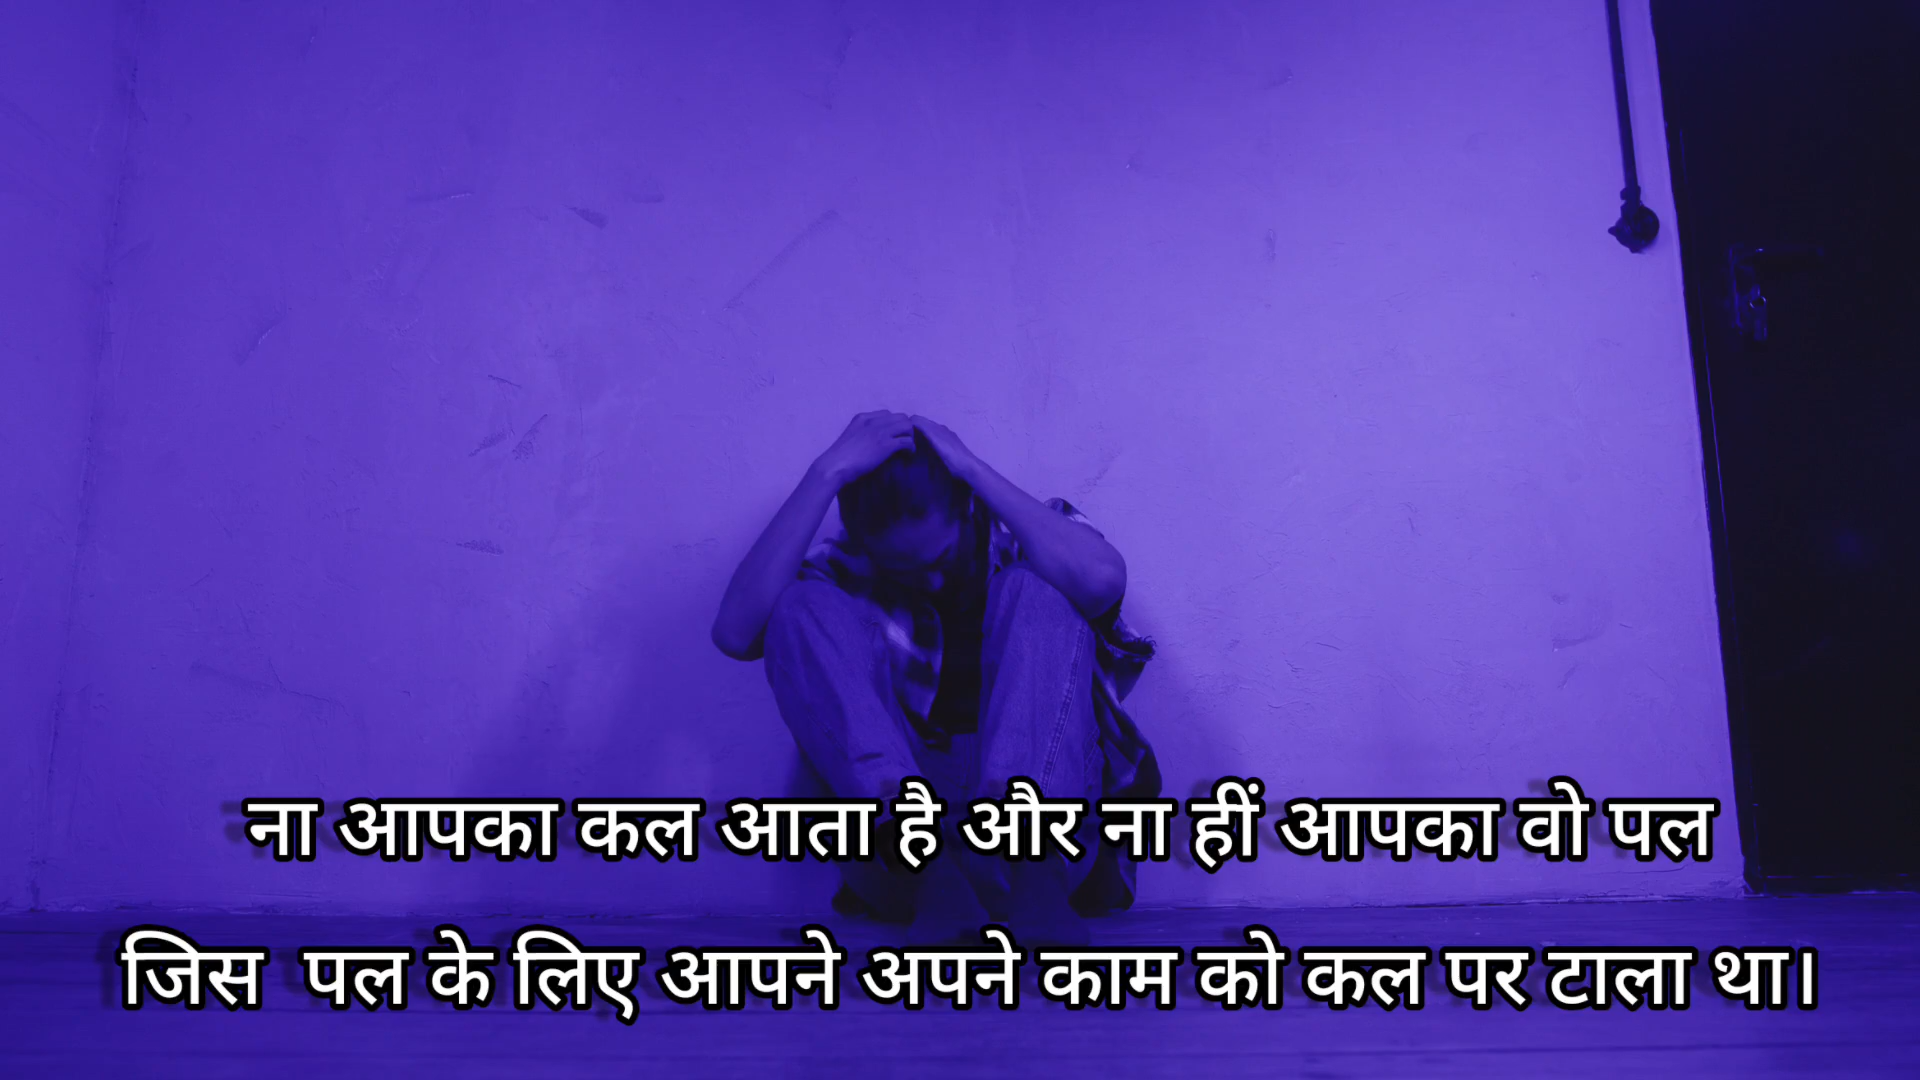 ना आपका कल आता है और ना हीं आपका वो पल
जिस पल के लिए आपने अपने काम को कल पर टाला था।